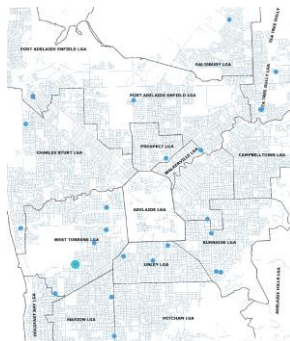 TEA TREE GULLY LGA
PORT ADELAIDE ENFIELD LGA
SALISBURY LGA
TEA TREE GULLY LGA
PORT ADELAIDE ENFIELD LGA
PROSPECT LGA
WALKERVILLE LGA
CHARLES STURT LGA
CAMPBELLTOWN LGA
ADELAIDE LGA
WEST TORRENS LGA
BURNSIDE LGA
UNLEY LGA
ADELAIDE HILLS LGA
HOLDFAST BAY LGA
MARION LGA
MITCHAM LGA